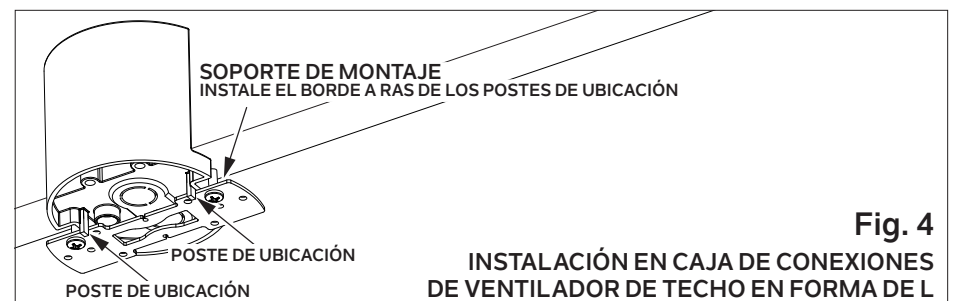 SOPORTE DE MONTAJE
INSTALE EL BORDE A RAS DE LOS POSTES DE UBICACIÓN
POSTE DE UBICACIÓN
POSTE DE UBICACIÓN
Fig. 4
INSTALACIÓN EN CAJA DE CONEXIONES
DE VENTILADOR DE TECHO EN FORMA DE L